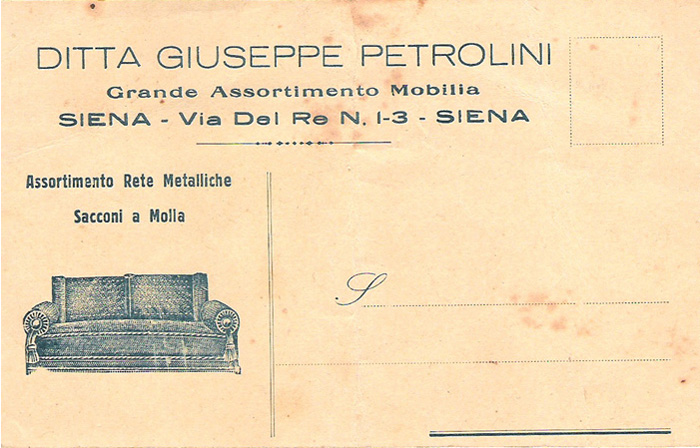 DITTA GIUSEPPE PETROLINI
Grande Assortimento Mobilia
SIENA - Via Del Re N. 1-3 - SIENA
Assortimento Rete Metalliche
Sacconi a Molla
S